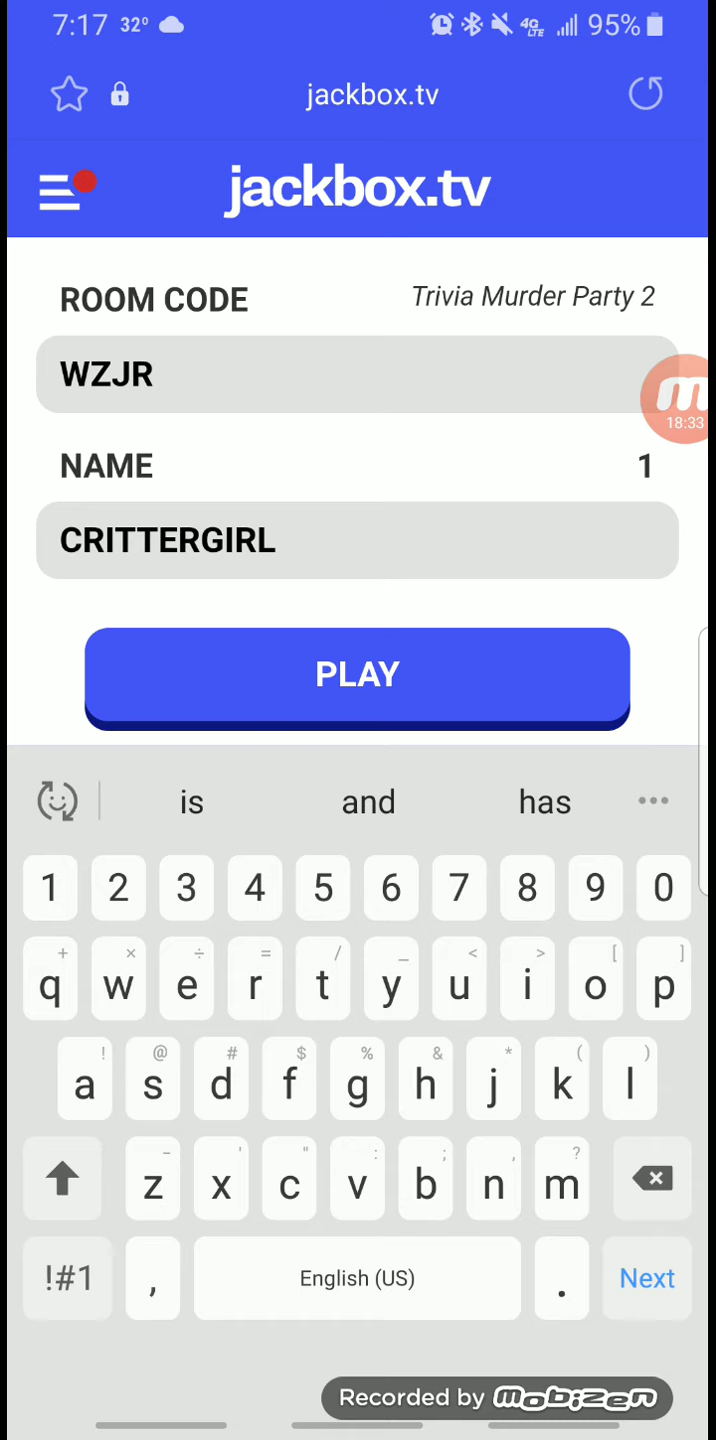 7:17 32° 4G LTE 95%
jackbox.tv
jackbox.tv
ROOM CODE Trivia Murder Party 2
WZJR
m
18:33
NAME 1
CRITTERGIRL
PLAY
is and has •••
1 2 3 4 5 6 7 8 9 0
+ × ÷ = / _ < > [ ]
q w e r t y u i o p
! @ # $ % & * ( )
a s d f g h j k l
- ' " : ; , ?
z x c v b n m
!#1 , English (US) . Next
Recorded by mobizen